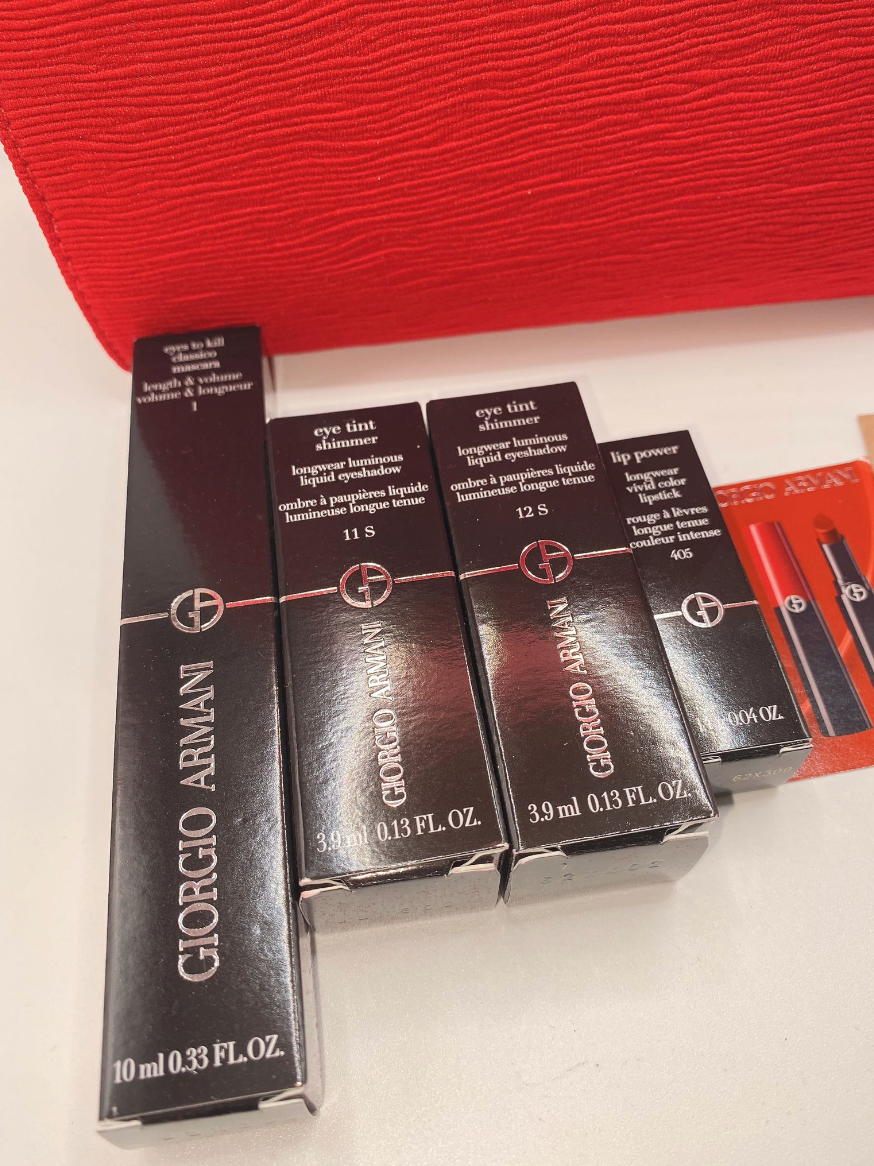 eyes to kill
classico
mascara
length & volume
volume & longueur
1
GIORGIO ARMANI
10 ml 0.33 FL.OZ.
eye tint
shimmer
longwear luminous
liquid eyeshadow
ombre à paupières liquide
lumineuse longue tenue
11 S
GIORGIO ARMANI
3.9 ml 0.13 FL. OZ.
eye tint
shimmer
longwear luminous
liquid eyeshadow
ombre à paupières liquide
lumineuse longue tenue
12 S
GIORGIO ARMANI
3.9 ml 0.13 FL. OZ.
lip power
longwear
vivid color
lipstick
rouge à lèvres
longue tenue
couleur intense
405
0.04 OZ.
62X300
ARMANI